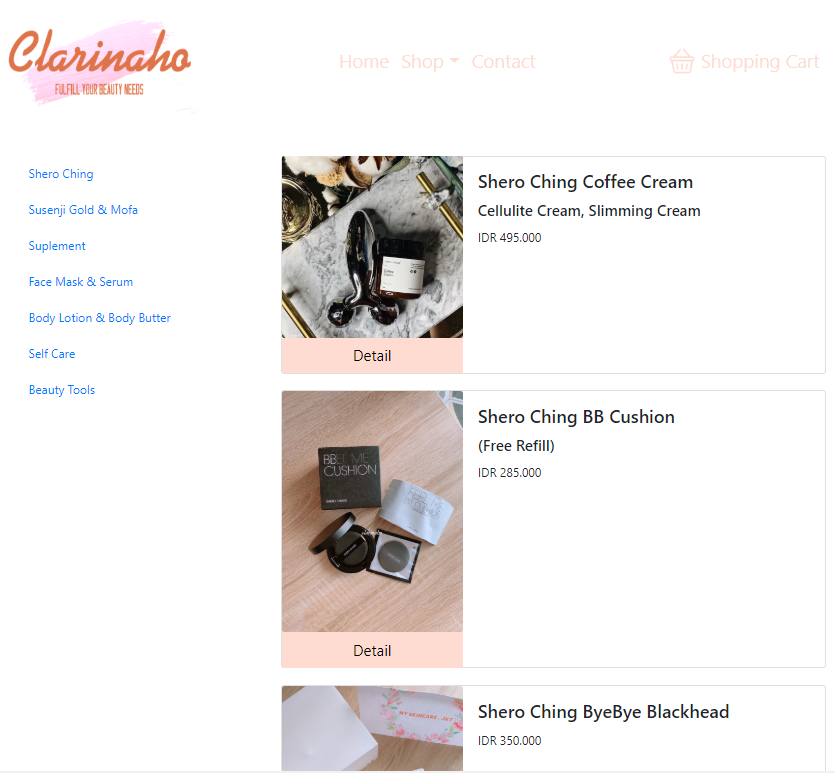 Clarinaho
FULFILL YOUR BEAUTY NEEDS
Home Shop Contact
Shopping Cart
Shero Ching
Susenji Gold & Mofa
Suplement
Face Mask & Serum
Body Lotion & Body Butter
Self Care
Beauty Tools
Shero Ching Coffee Cream
Cellulite Cream, Slimming Cream
IDR 495.000
Detail
BB
CUSHION
Shero Ching BB Cushion
(Free Refill)
IDR 285.000
Detail
MY SKINCARE
Shero Ching ByeBye Blackhead
IDR 350.000